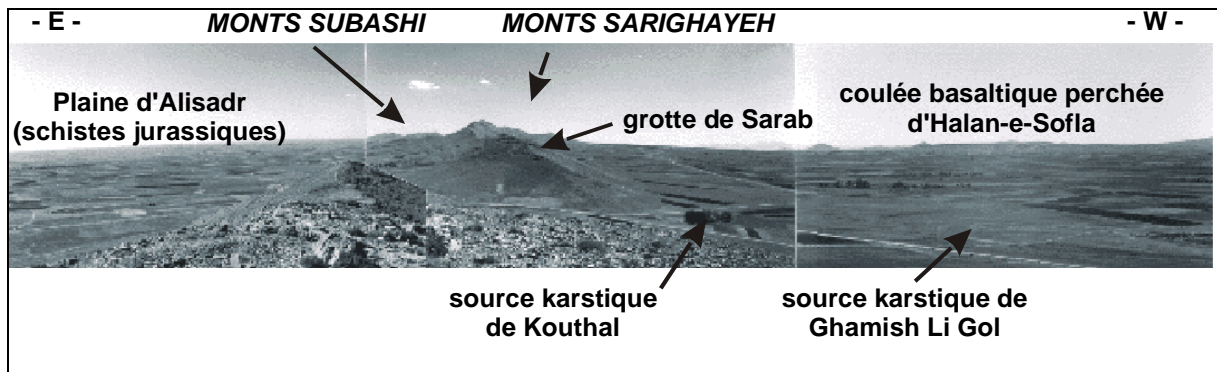 - E -
MONTS SUBASHI
MONTS SARIGHAYEH
- W -
Plaine d'Alisadr
(schistes jurassiques)
grotte de Sarab
coulée basaltique perchée
d'Halan-e-Sofla
source karstique
de Kouthal
source karstique de
Ghamish Li Gol